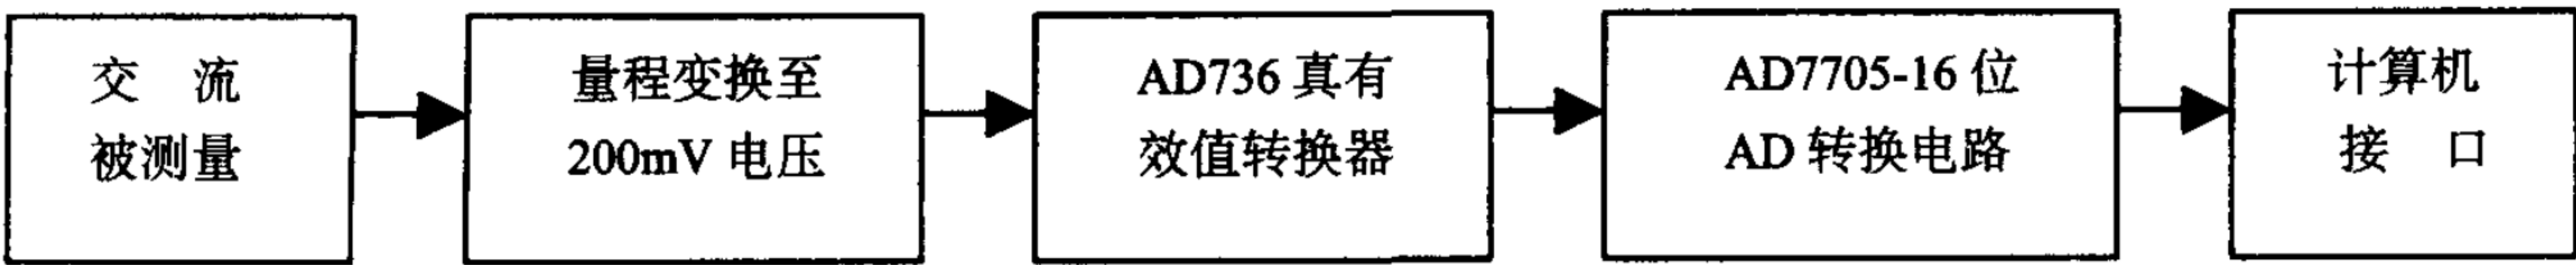 交 流
被测量
量程变换至
200mV 电压
AD736 真有
效值转换器
AD7705-16 位
AD 转换电路
计算机
接 口